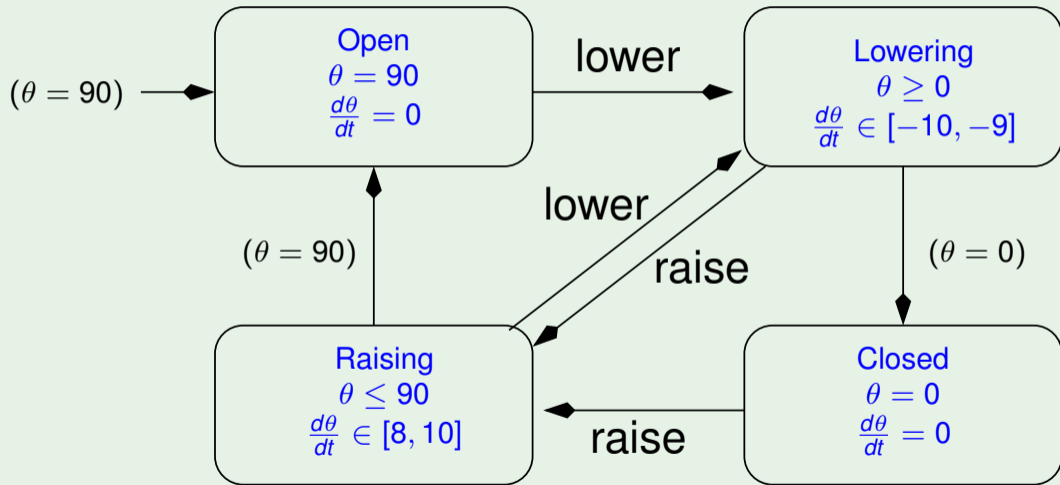 (θ = 90)
Open
θ = 90
dθ/dt = 0
lower
Lowering
θ ≥ 0
dθ/dt ∈ [−10, −9]
lower
raise
(θ = 90)
(θ = 0)
Raising
θ ≤ 90
dθ/dt ∈ [8, 10]
raise
Closed
θ = 0
dθ/dt = 0